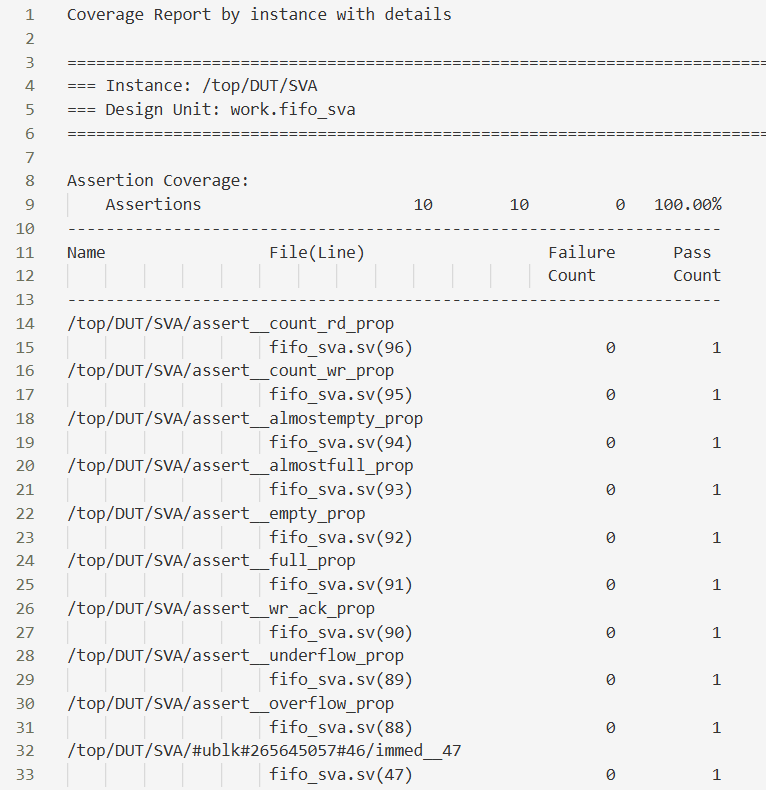 1 Coverage Report by instance with details
2
3 =========================================================================
4 === Instance: /top/DUT/SVA
5 === Design Unit: work.fifo_sva
6 =========================================================================
7
8 Assertion Coverage:
9     Assertions                      10        10         0   100.00%
10 --------------------------------------------------------------------
11 Name                 File(Line)                   Failure      Pass
12                                                   Count        Count
13 --------------------------------------------------------------------
14 /top/DUT/SVA/assert__count_rd_prop
15                      fifo_sva.sv(96)                    0          1
16 /top/DUT/SVA/assert__count_wr_prop
17                      fifo_sva.sv(95)                    0          1
18 /top/DUT/SVA/assert__almostempty_prop
19                      fifo_sva.sv(94)                    0          1
20 /top/DUT/SVA/assert__almostfull_prop
21                      fifo_sva.sv(93)                    0          1
22 /top/DUT/SVA/assert__empty_prop
23                      fifo_sva.sv(92)                    0          1
24 /top/DUT/SVA/assert__full_prop
25                      fifo_sva.sv(91)                    0          1
26 /top/DUT/SVA/assert__wr_ack_prop
27                      fifo_sva.sv(90)                    0          1
28 /top/DUT/SVA/assert__underflow_prop
29                      fifo_sva.sv(89)                    0          1
30 /top/DUT/SVA/assert__overflow_prop
31                      fifo_sva.sv(88)                    0          1
32 /top/DUT/SVA/#ublk#265645057#46/immed__47
33                      fifo_sva.sv(47)                    0          1